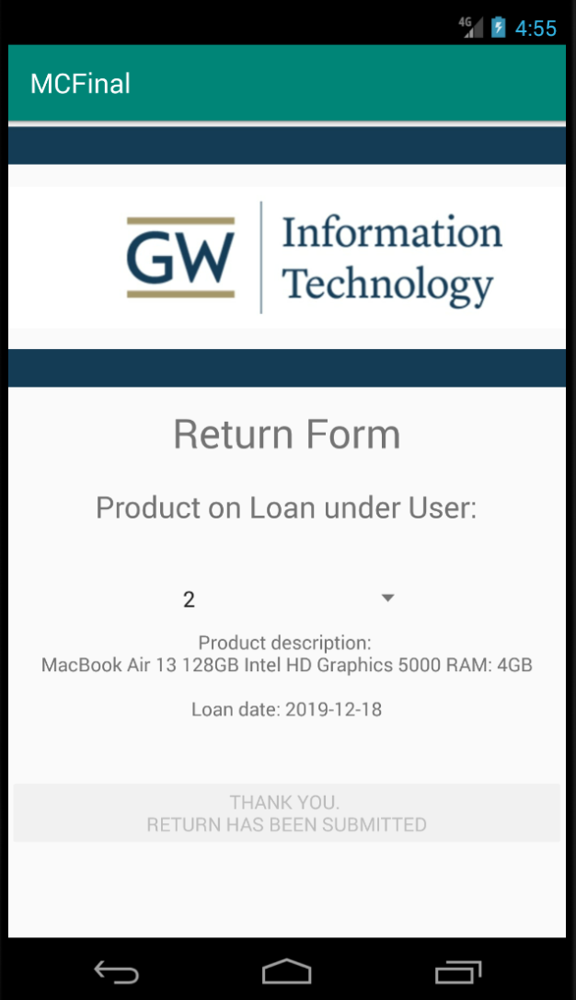 4G 4:55
MCFinal
GW Information
Technology
Return Form
Product on Loan under User:
2
Product description:
MacBook Air 13 128GB Intel HD Graphics 5000 RAM: 4GB
Loan date: 2019-12-18
THANK YOU.
RETURN HAS BEEN SUBMITTED